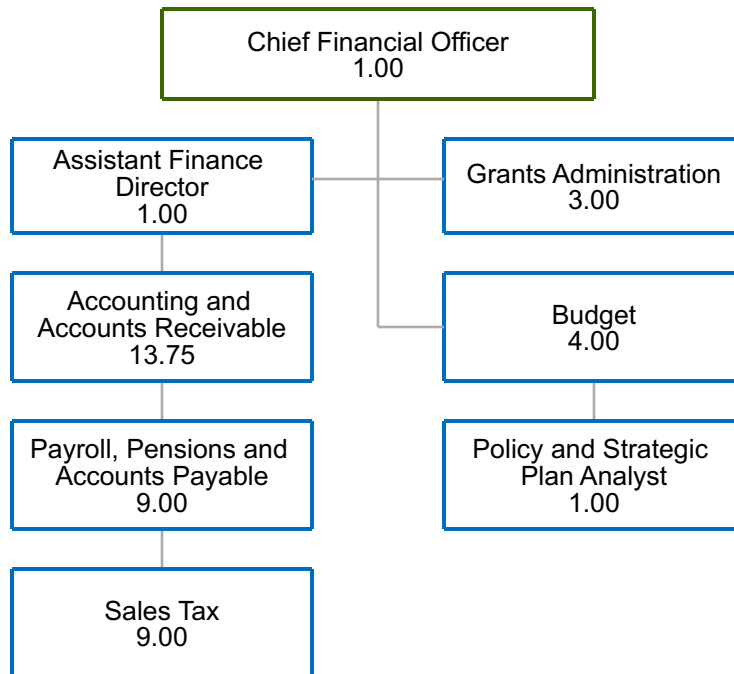 Chief Financial Officer
1.00
Assistant Finance
Director
1.00
Grants Administration
3.00
Accounting and
Accounts Receivable
13.75
Budget
4.00
Payroll, Pensions and
Accounts Payable
9.00
Policy and Strategic
Plan Analyst
1.00
Sales Tax
9.00